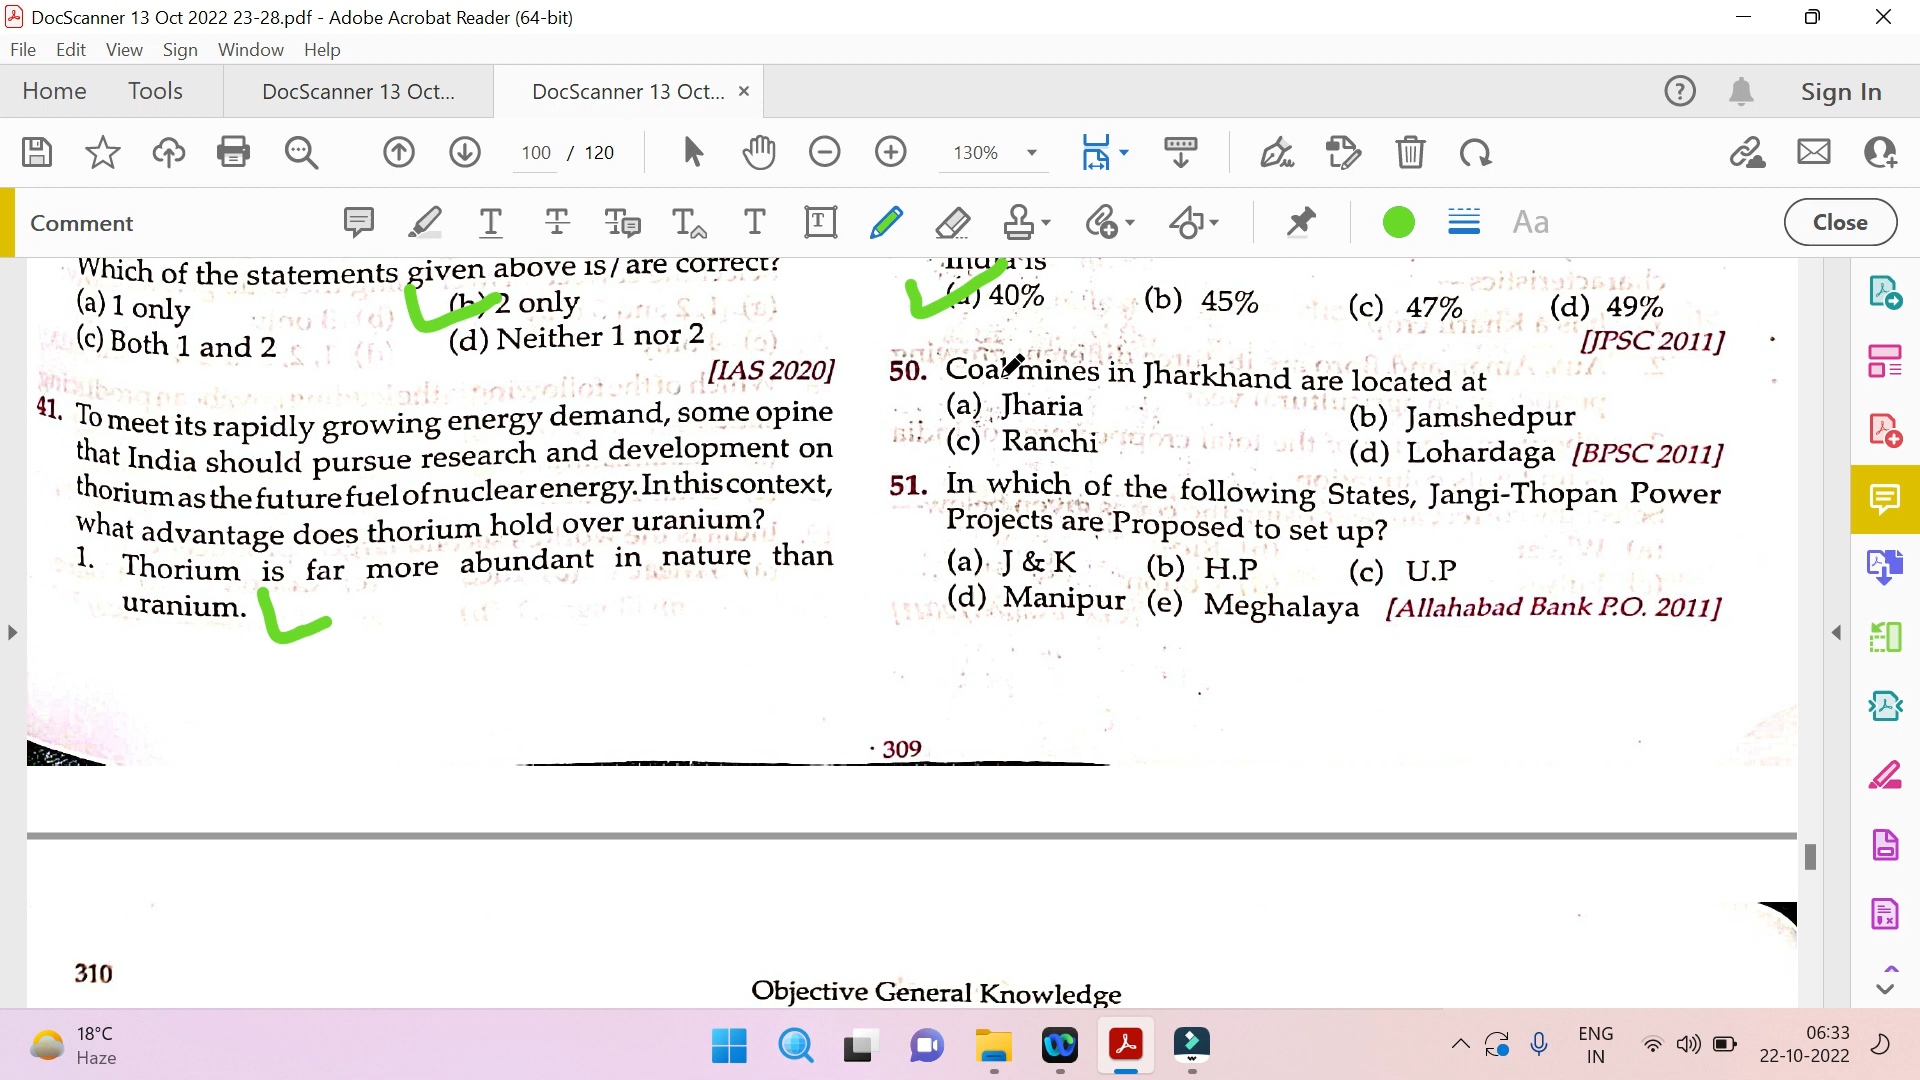 DocScanner 13 Oct 2022 23-28.pdf - Adobe Acrobat Reader (64-bit)
File Edit View Sign Window Help
Home Tools DocScanner 13 Oct... DocScanner 13 Oct... × Sign In
100 / 120 130%
Comment Aa Close
Which of the statements given above is/are correct?
(a) 1 only (b) 2 only
(c) Both 1 and 2 (d) Neither 1 nor 2
[IAS 2020]
41. To meet its rapidly growing energy demand, some opine
that India should pursue research and development on
thorium as the future fuel of nuclear energy. In this context,
what advantage does thorium hold over uranium?
1. Thorium is far more abundant in nature than
uranium.
India is
(a) 40% (b) 45% (c) 47% (d) 49%
[JPSC 2011]
50. Coal mines in Jharkhand are located at
(a) Jharia (b) Jamshedpur
(c) Ranchi (d) Lohardaga [BPSC 2011]
51. In which of the following States, Jangi-Thopan Power
Projects are Proposed to set up?
(a) J & K (b) H.P (c) U.P
(d) Manipur (e) Meghalaya [Allahabad Bank P.O. 2011]
309
310
Objective General Knowledge
18°C
Haze
ENG
IN
06:33
22-10-2022